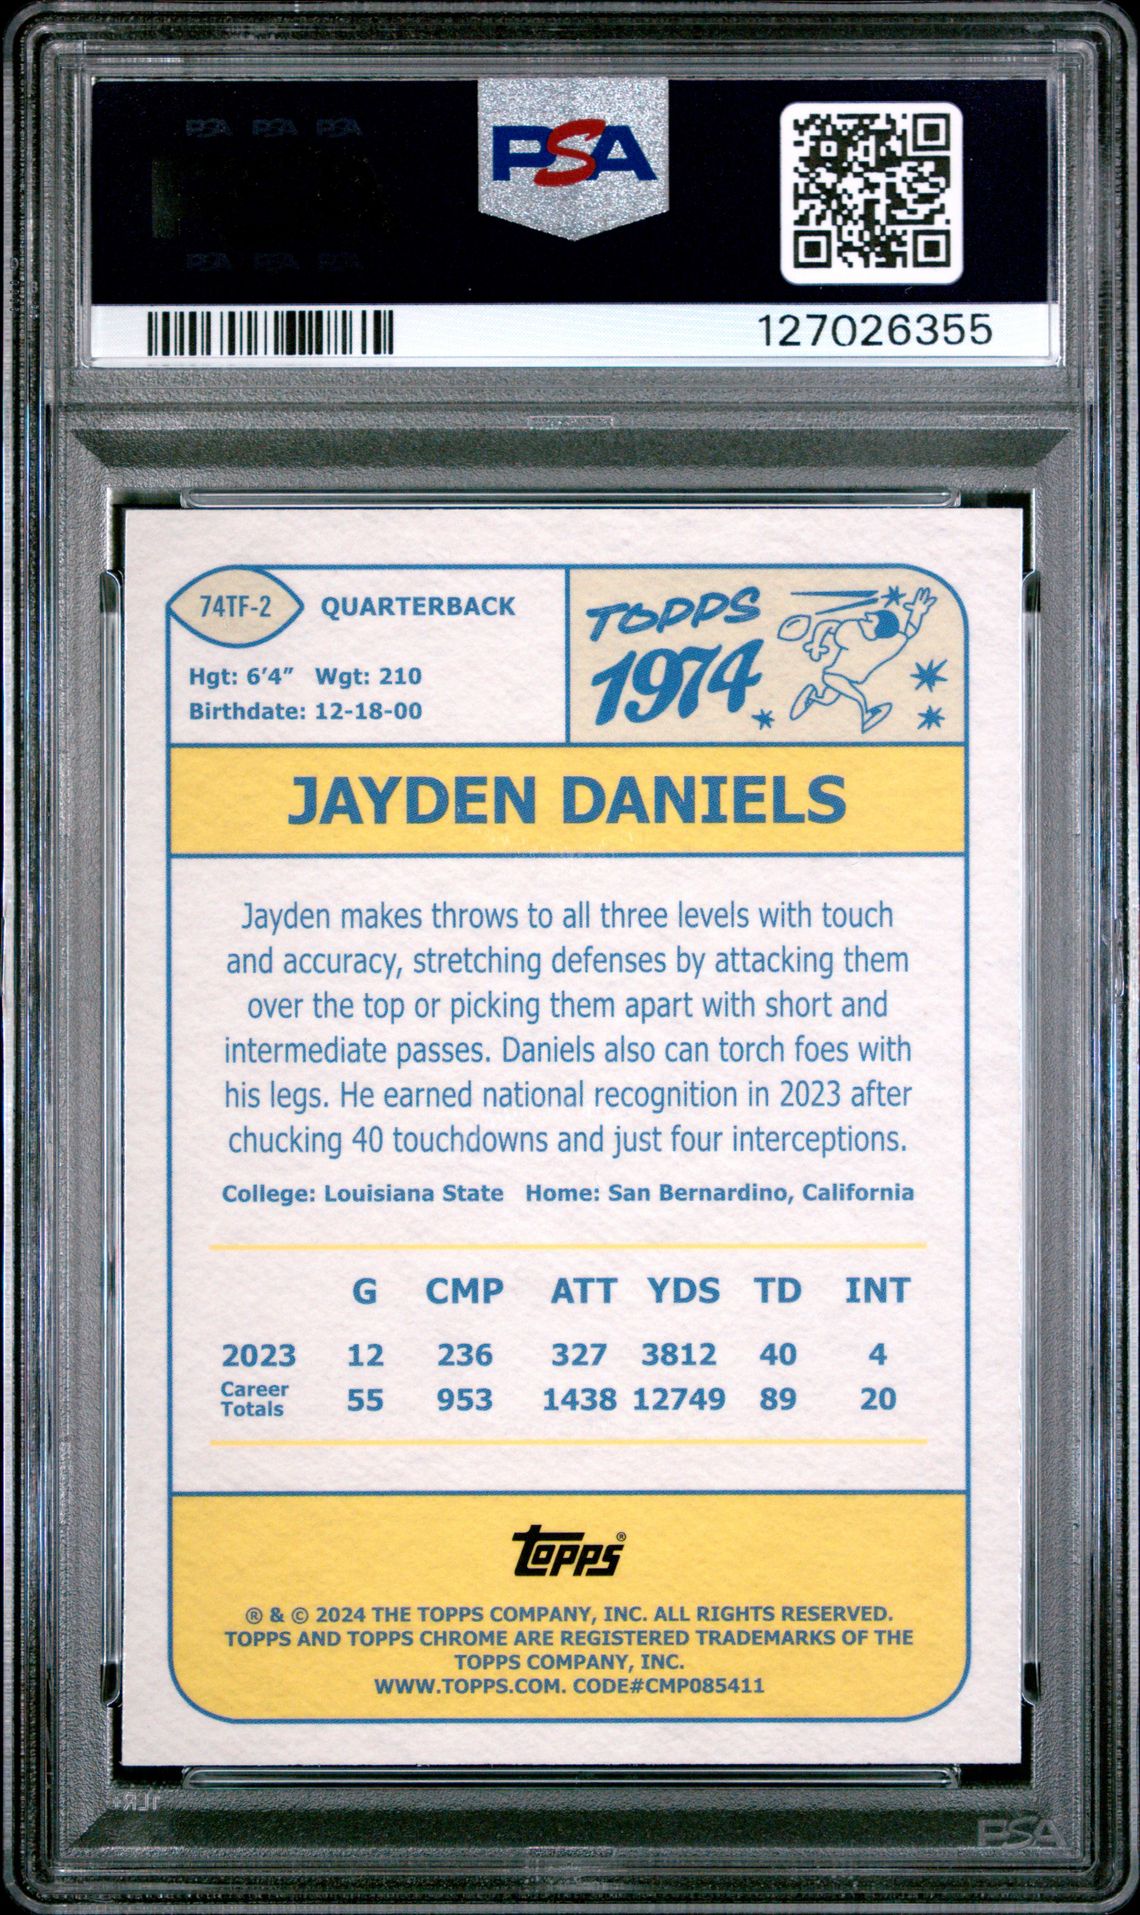 PSA PSA PSA
PSA
PSA PSA PSA
127026355
74TF-2 QUARTERBACK
Hgt: 6'4" Wgt: 210
Birthdate: 12-18-00
TOPPS
1974
JAYDEN DANIELS
Jayden makes throws to all three levels with touch
and accuracy, stretching defenses by attacking them
over the top or picking them apart with short and
intermediate passes. Daniels also can torch foes with
his legs. He earned national recognition in 2023 after
chucking 40 touchdowns and just four interceptions.
College: Louisiana State Home: San Bernardino, California
G CMP ATT YDS TD INT
2023 12 236 327 3812 40 4
Career Totals 55 953 1438 12749 89 20
topps®
® & © 2024 THE TOPPS COMPANY, INC. ALL RIGHTS RESERVED.
TOPPS AND TOPPS CHROME ARE REGISTERED TRADEMARKS OF THE
TOPPS COMPANY, INC.
WWW.TOPPS.COM. CODE#CMP085411
PSA